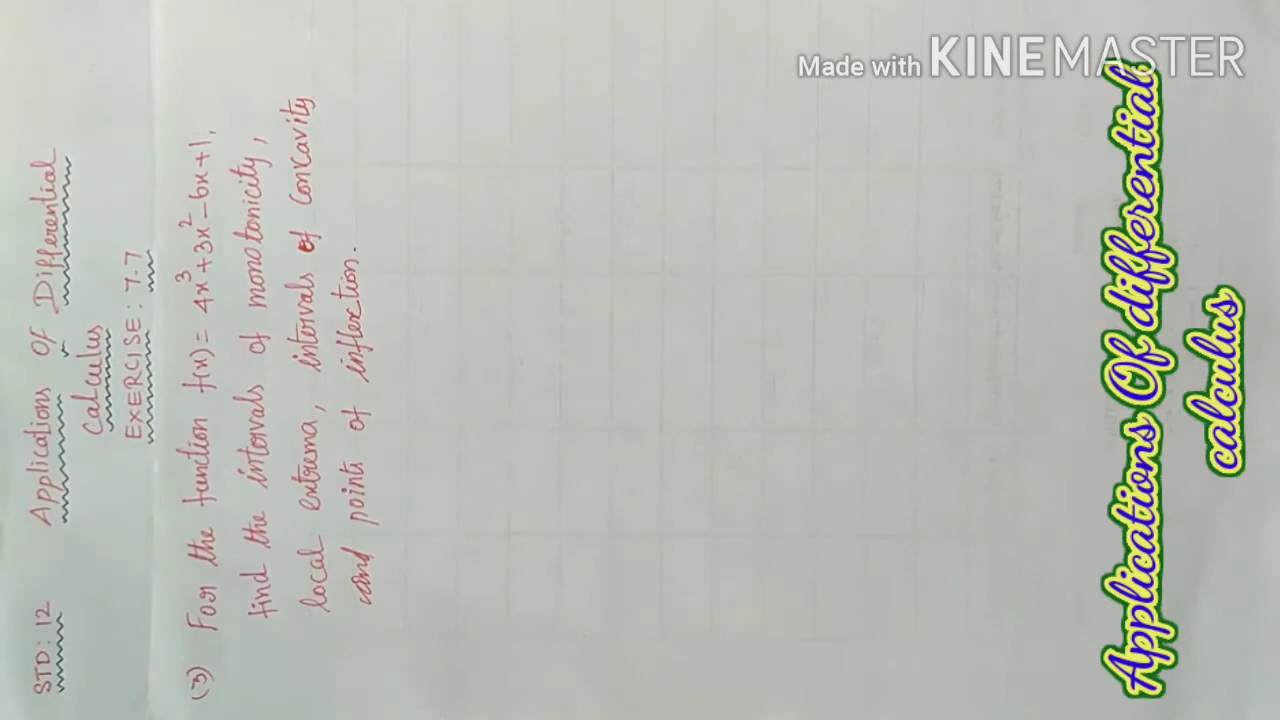 STD: 12 Applications Of Differential
Calculus
EXERCISE: 7.7
(3) For the function f(x) = 4x³+3x²-6x+1,
find the intervals of monotonicity,
local extrema, intervals of concavity
and points of inflection.
Made with KINEMASTER
Applications Of differential
calculus